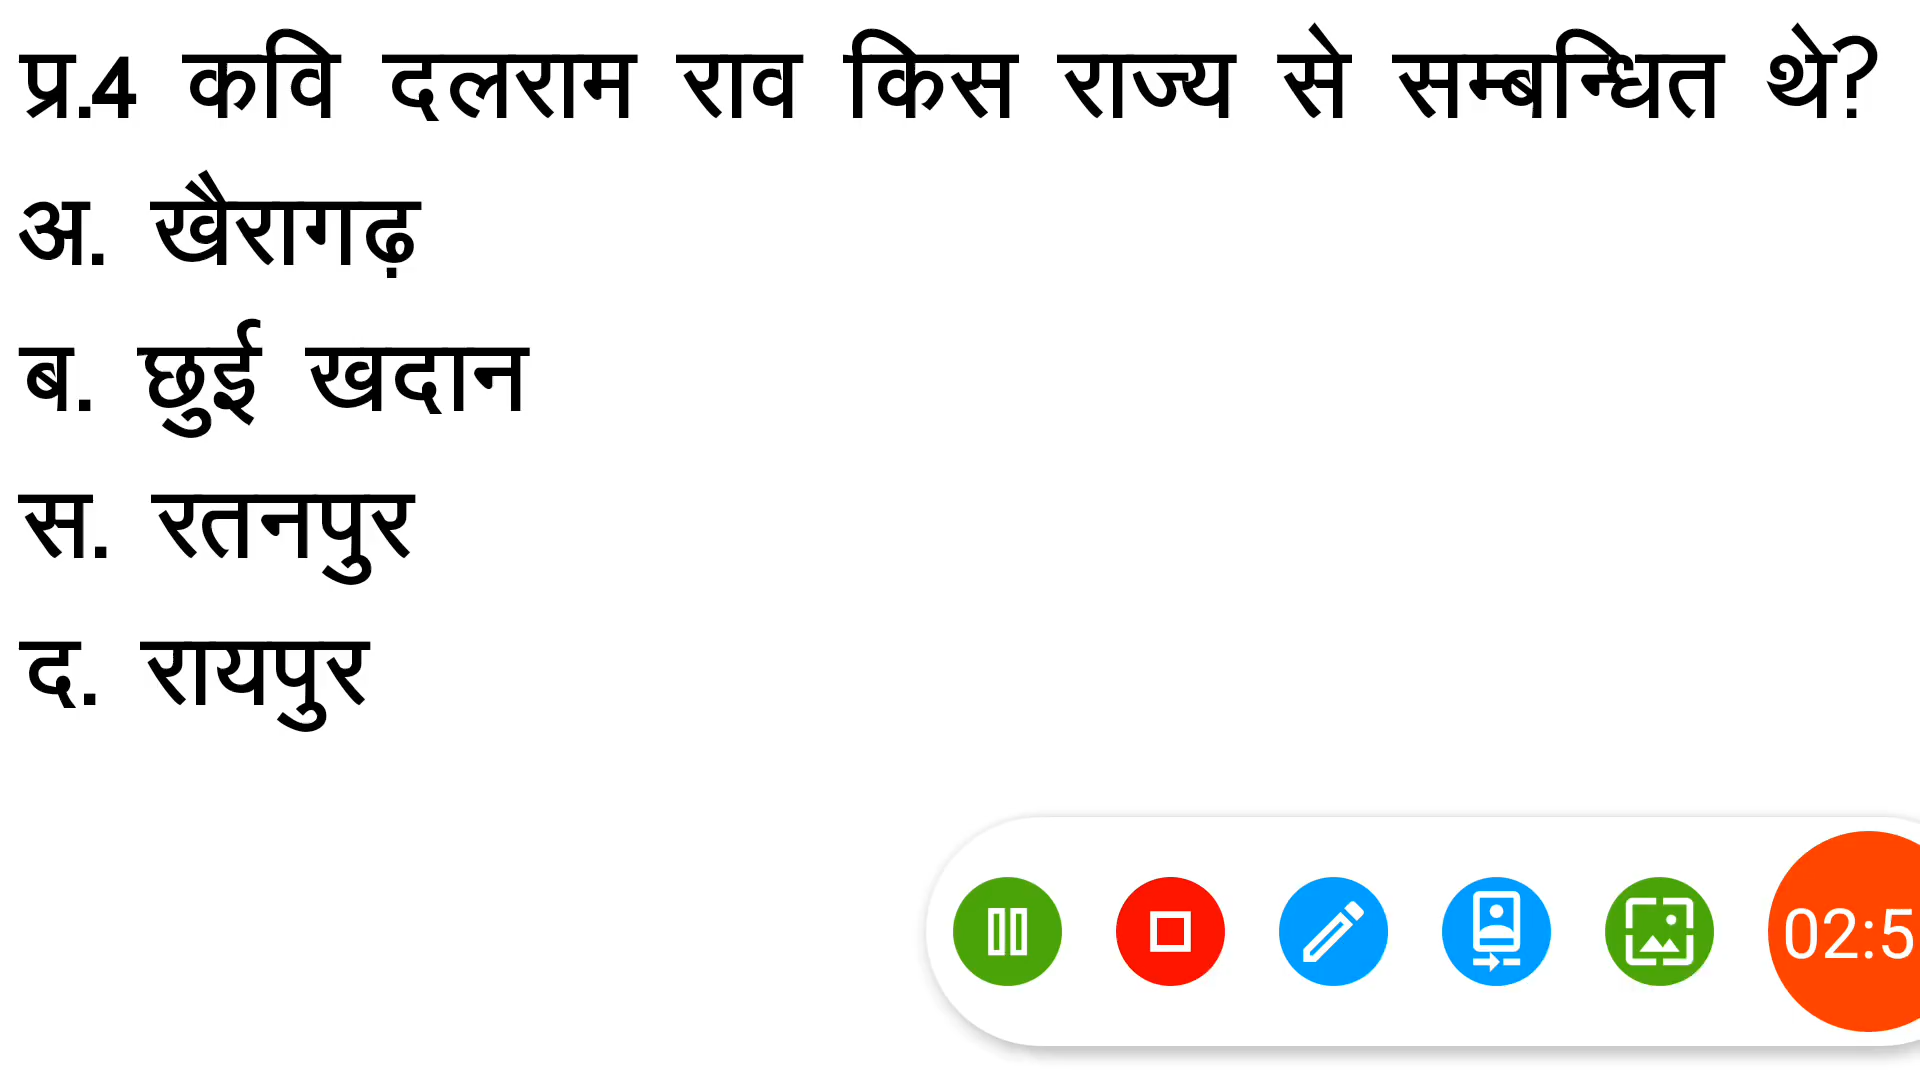 प्र.4 कवि दलराम राव किस राज्य से सम्बन्धित थे?
अ. खैरागढ़
ब. छुई खदान
स. रतनपुर
द. रायपुर
02:5